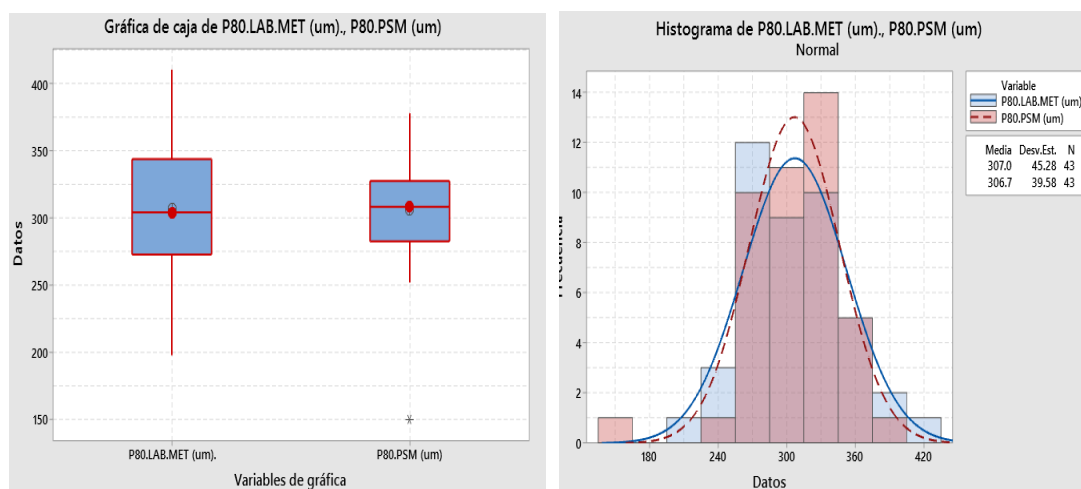 Gráfica de caja de P80.LAB.MET (um)., P80.PSM (um)
400
350
300
250
200
150
Datos
P80.LAB.MET (um).
P80.PSM (um)
Variables de gráfica
Histograma de P80.LAB.MET (um)., P80.PSM (um)
Normal
14
12
10
8
6
4
2
0
180
240
300
360
420
Datos
Variable
P80.LAB.MET (um)
P80.PSM (um)
Media Desv.Est. N
307.0 45.28 43
306.7 39.58 43